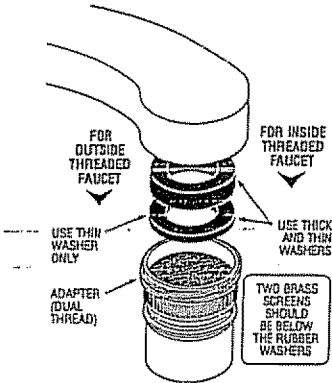 FOR
OUTSIDE
THREADED
FAUCET
FOR INSIDE
THREADED
FAUCET
USE THIN
WASHER
ONLY
USE THICK
AND THIN
WASHERS
ADAPTER
(DUAL
THREAD)
TWO BRASS
SCREENS
SHOULD
BE BELOW
THE RUBBER
WASHERS